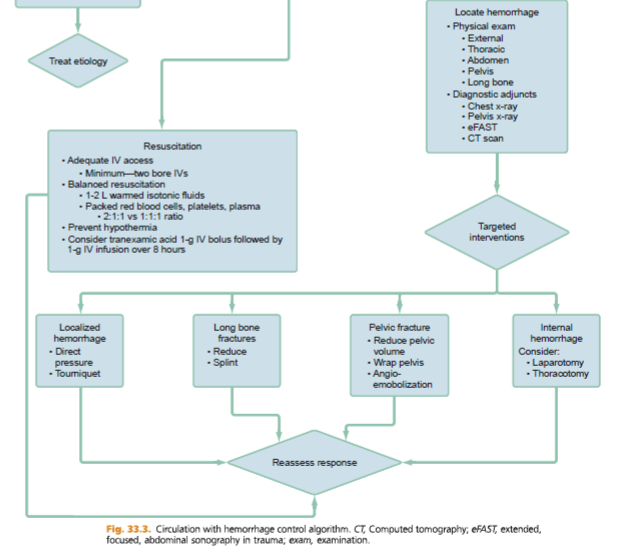 Locate hemorrhage
• Physical exam
• External
• Thoracic
• Abdomen
• Pelvis
• Long bone
• Diagnostic adjuncts
• Chest x-ray
• Pelvis x-ray
• eFAST
• CT scan
Treat etiology
Resuscitation
• Adequate IV access
• Minimum—two bore IVs
• Balanced resuscitation
• 1-2 L warmed isotonic fluids
• Packed red blood cells, platelets, plasma
• 2:1:1 vs 1:1:1 ratio
• Prevent hypothermia
• Consider tranexamic acid 1-g IV bolus followed by
1-g IV infusion over 8 hours
Targeted
interventions
Localized
hemorrhage
• Direct
pressure
• Tourniquet
Long bone
fractures
• Reduce
• Splint
Pelvic fracture
• Reduce pelvic
volume
• Wrap pelvis
• Angio-
emobolization
Internal
hemorrhage
Consider:
• Laparotomy
• Thoracotomy
Reassess response
Fig. 33.3. Circulation with hemorrhage control algorithm. CT, Computed tomography; eFAST, extended,
focused, abdominal sonography in trauma; exam, examination.